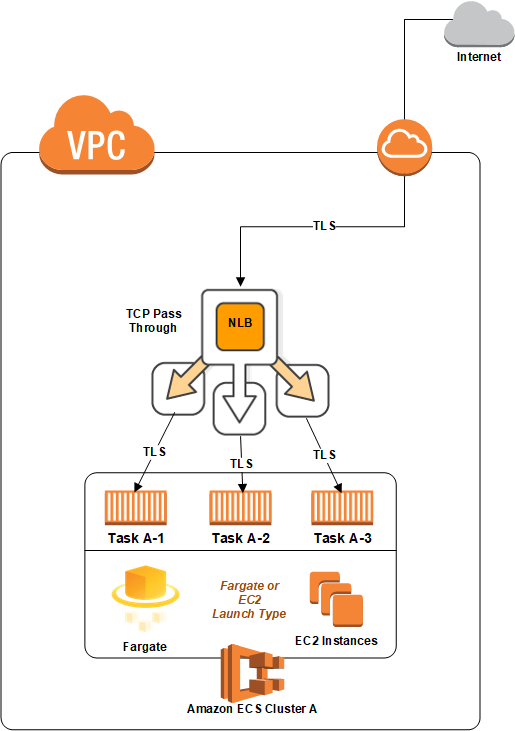 Internet
VPC
TLS
TCP Pass
Through
NLB
TLS
TLS
TLS
Task A-1
Task A-2
Task A-3
Fargate or
EC2
Launch Type
Fargate
EC2 Instances
Amazon ECS Cluster A